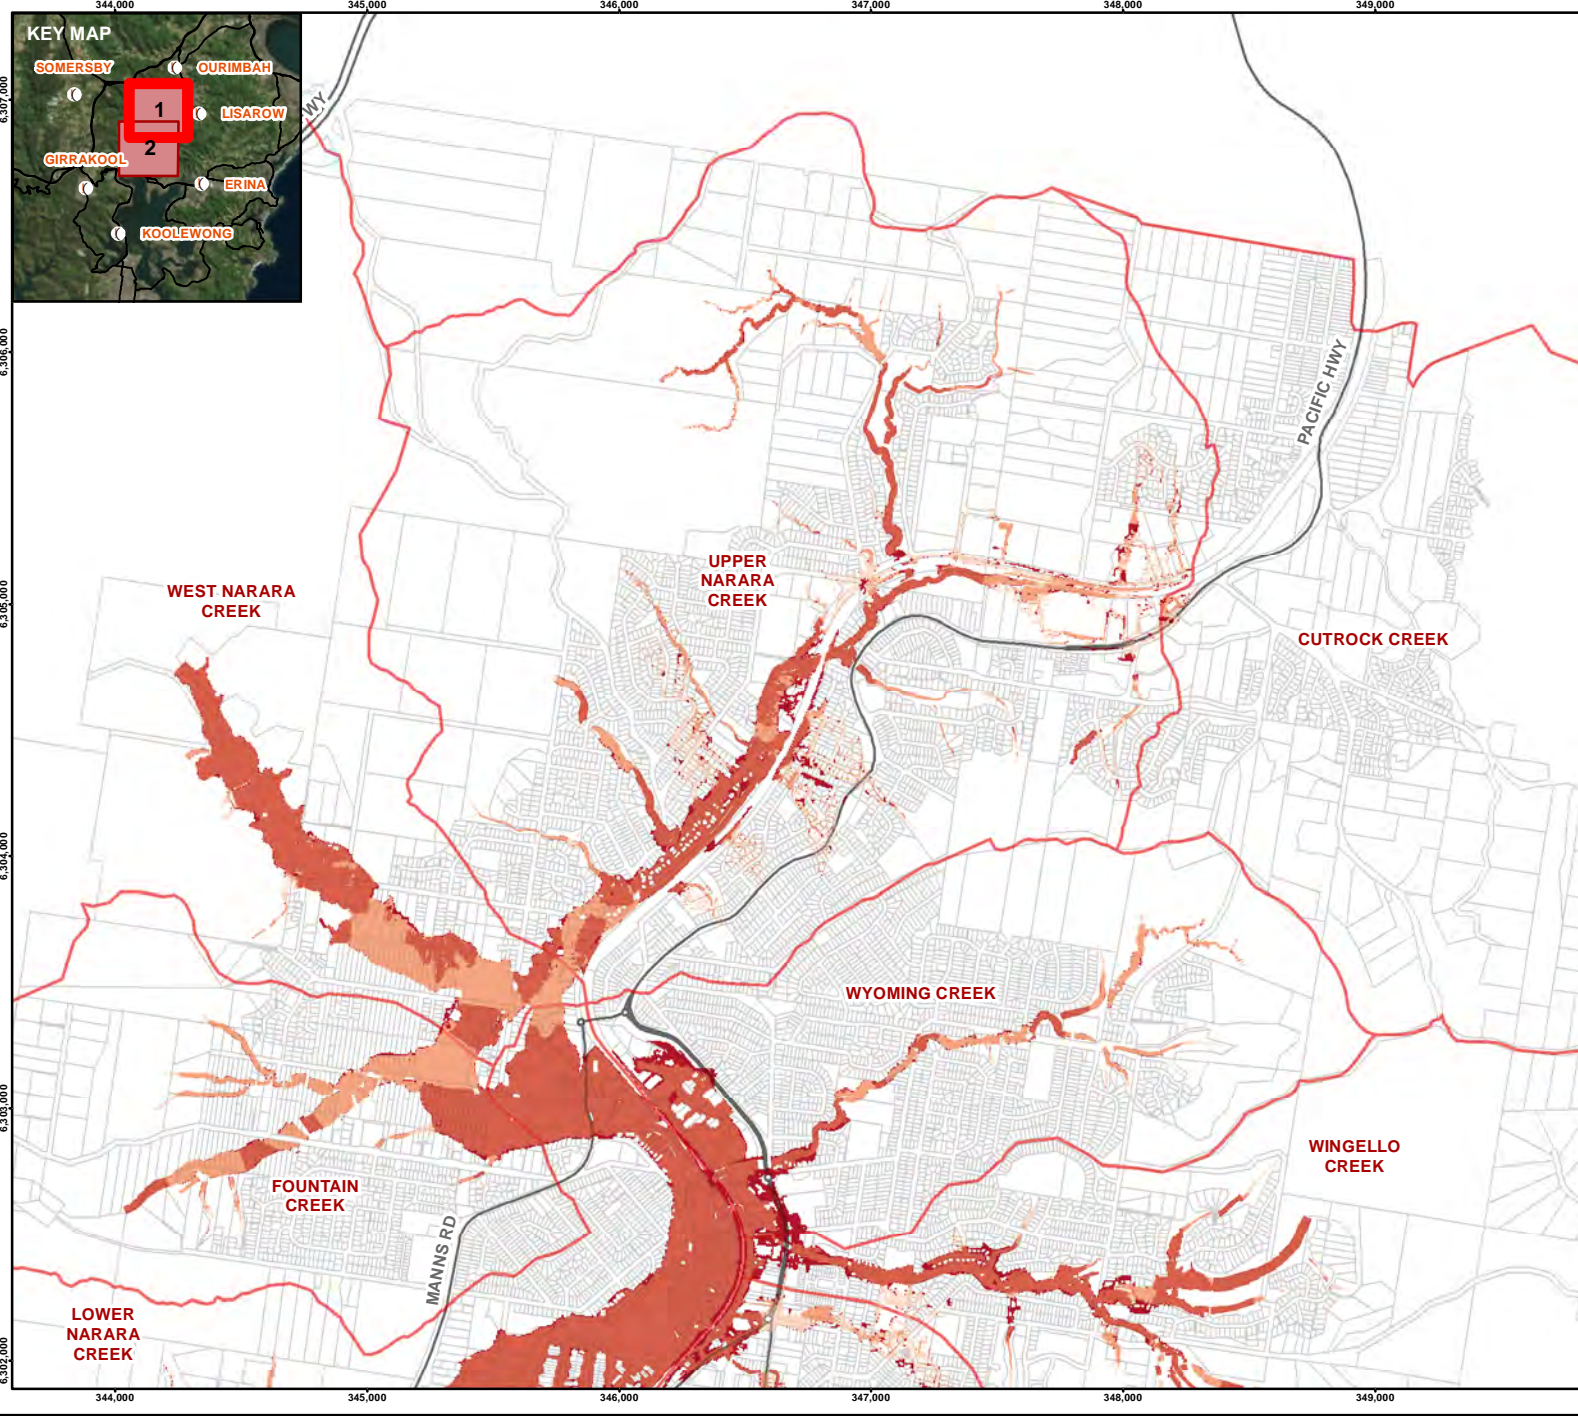 344,000
345,000
346,000
347,000
348,000
349,000
KEY MAP
SOMERSBY
OURIMBAH
1
LISAROW
2
GIRRAKOOL
ERINA
KOOLEWONG
WY
6,307,000
6,306,000
6,305,000
6,304,000
6,303,000
6,302,000
PACIFIC HWY
UPPER
NARARA
CREEK
WEST NARARA
CREEK
CUTROCK CREEK
WYOMING CREEK
WINGELLO
CREEK
FOUNTAIN
CREEK
MANNS RD
LOWER
NARARA
CREEK
344,000
345,000
346,000
347,000
348,000
349,000